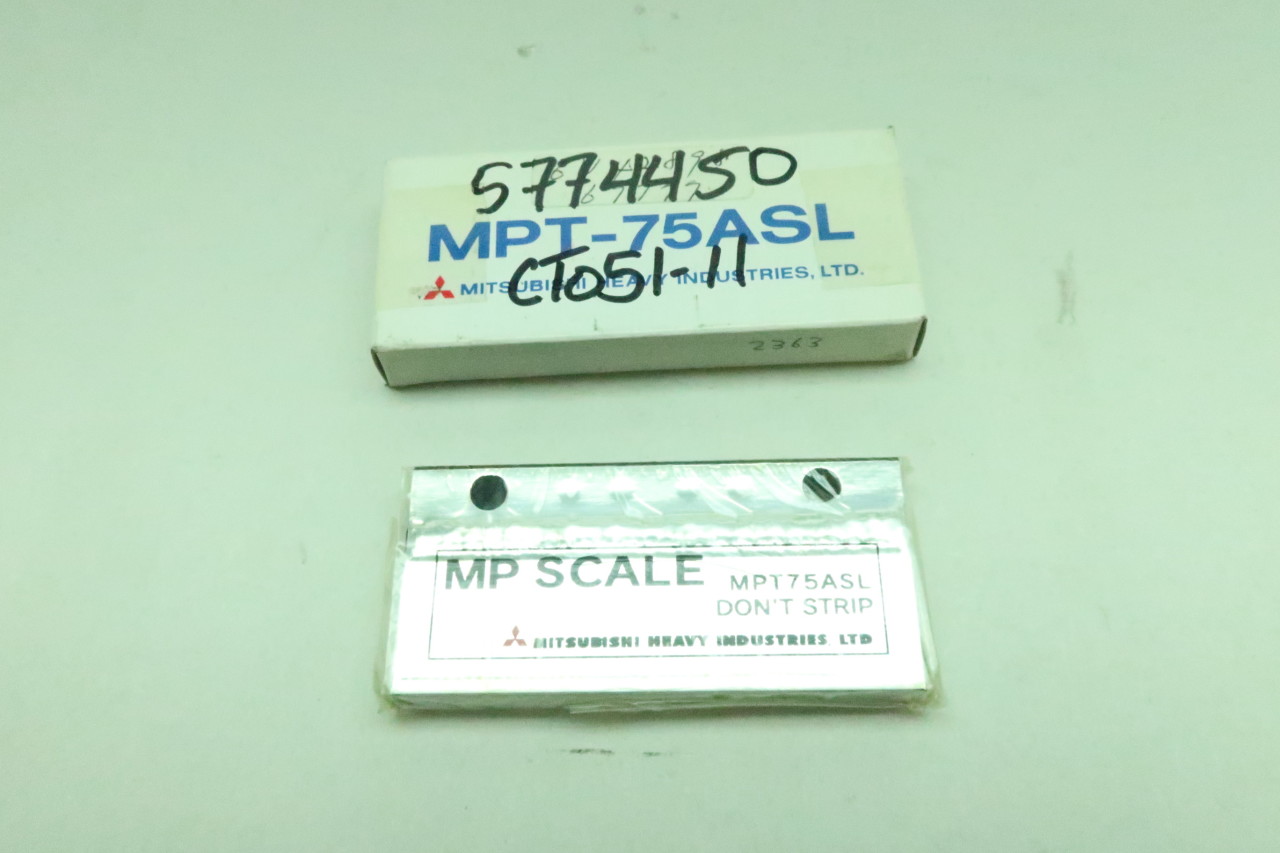 5774450
MPT-75ASL
CT051-11
MITSUBISHI HEAVY INDUSTRIES, LTD.
2363
MP SCALE
MPT75ASL
DON'T STRIP
MITSUBISHI HEAVY INDUSTRIES, LTD